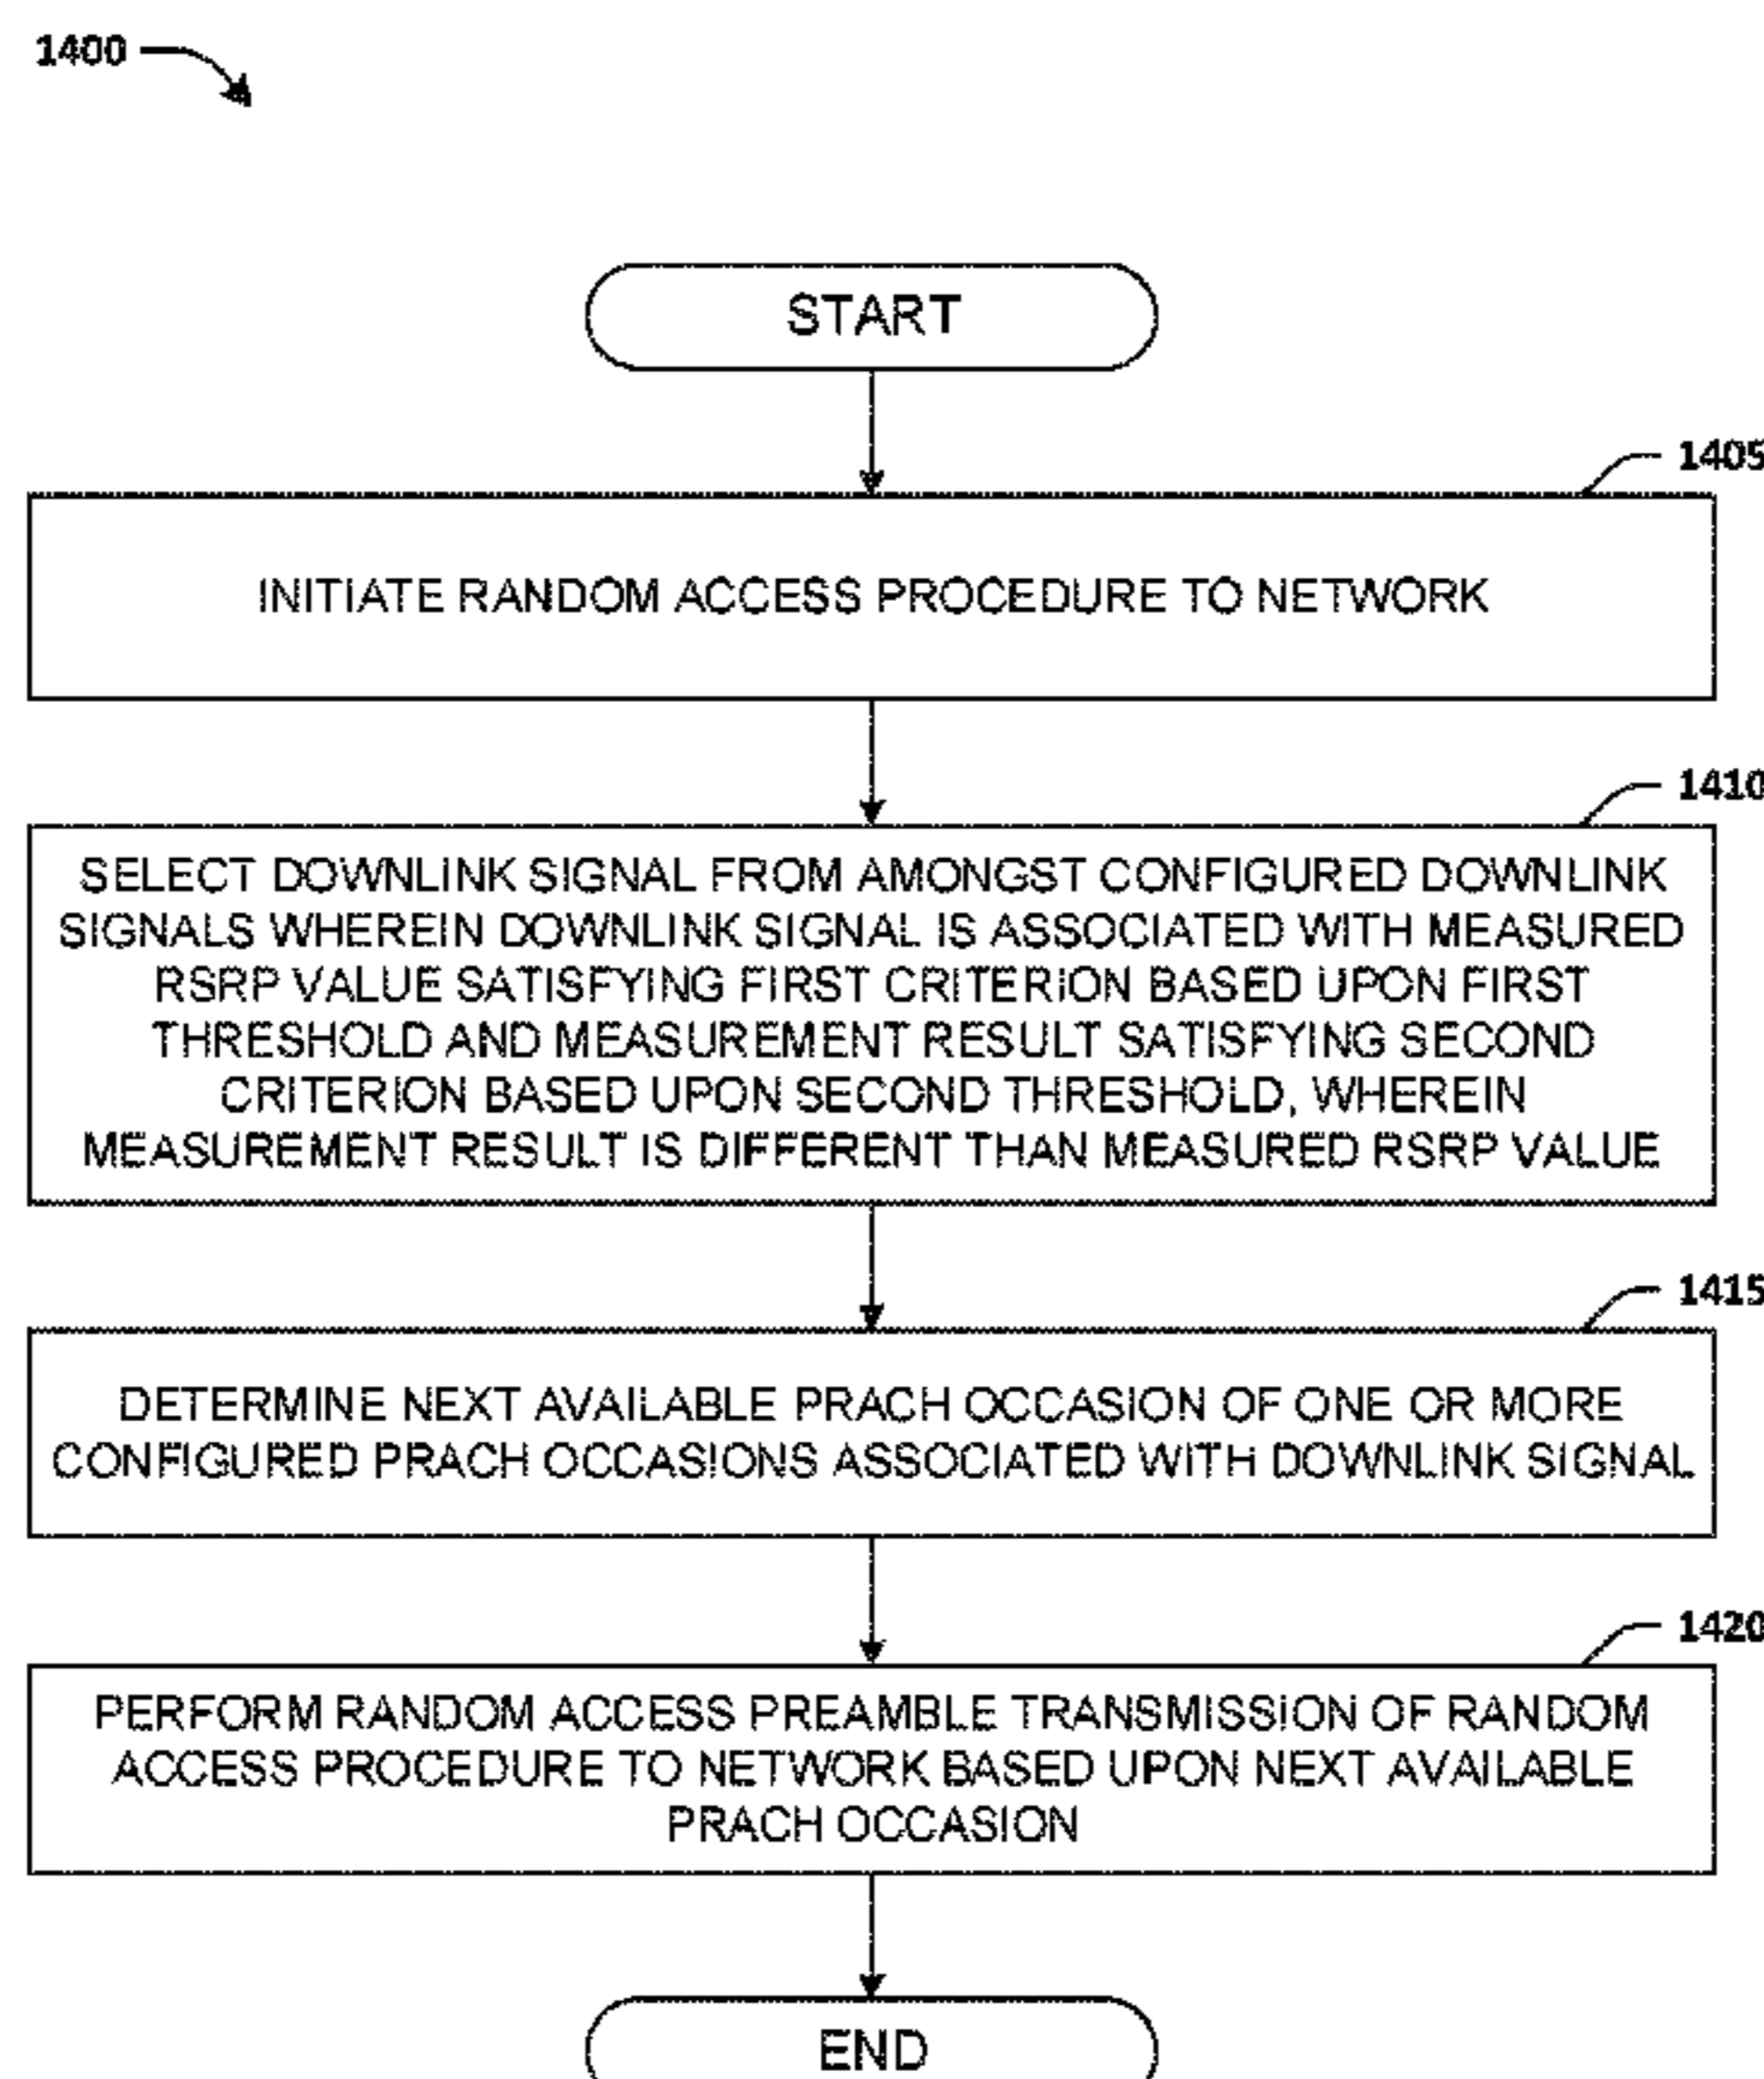 1400
START
1405
INITIATE RANDOM ACCESS PROCEDURE TO NETWORK
1410
SELECT DOWNLINK SIGNAL FROM AMONGST CONFIGURED DOWNLINK
SIGNALS WHEREIN DOWNLINK SIGNAL IS ASSOCIATED WITH MEASURED
RSRP VALUE SATISFYING FIRST CRITERION BASED UPON FIRST
THRESHOLD AND MEASUREMENT RESULT SATISFYING SECOND
CRITERION BASED UPON SECOND THRESHOLD, WHEREIN
MEASUREMENT RESULT IS DIFFERENT THAN MEASURED RSRP VALUE
1415
DETERMINE NEXT AVAILABLE PRACH OCCASION OF ONE OR MORE
CONFIGURED PRACH OCCASIONS ASSOCIATED WITH DOWNLINK SIGNAL
1420
PERFORM RANDOM ACCESS PREAMBLE TRANSMISSION OF RANDOM
ACCESS PROCEDURE TO NETWORK BASED UPON NEXT AVAILABLE
PRACH OCCASION
END